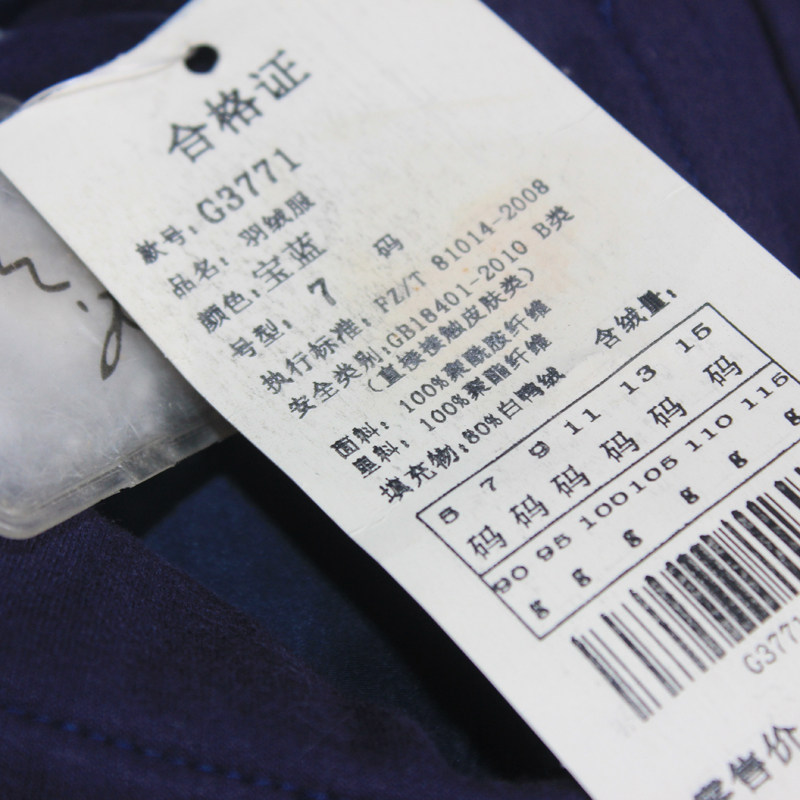 合格证
款号:G3771
品名:羽绒服
颜色:宝蓝
号型:7 码
执行标准:FZ/T 81014-2008
安全类别:GB18401-2010 B类
(直接接触皮肤类)
面料:100%聚酰胺纤维
里料:100%聚酯纤维
填充物:80%白鸭绒 含绒量:
5 7 9 11 13 15
码 码 码 码 码 码
90 95 100 105 110 115
g g g g g g
G3771
零售价